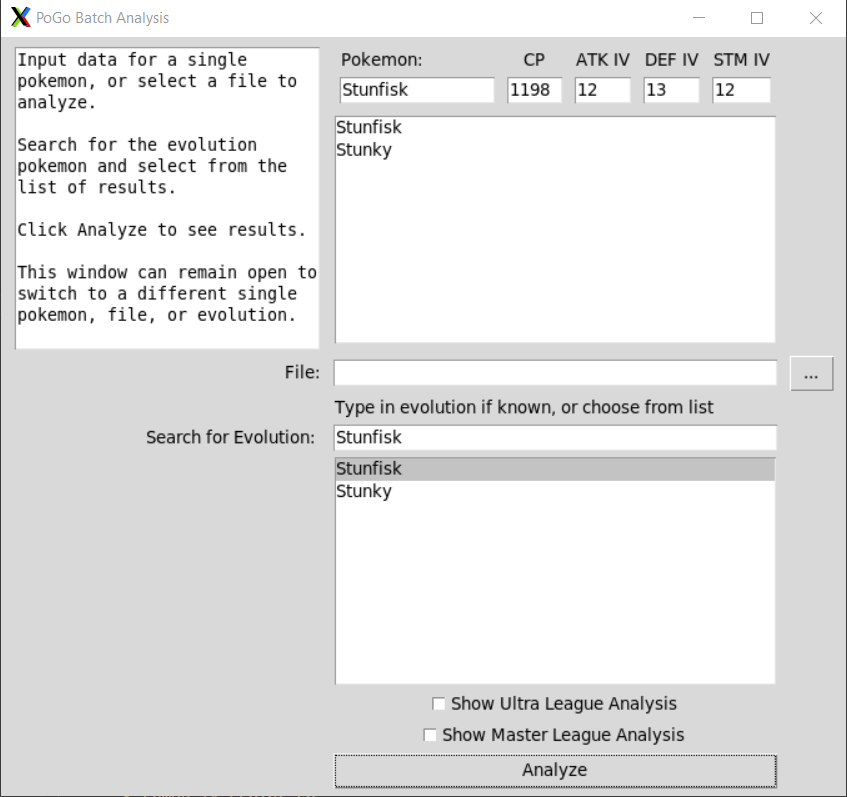 PoGo Batch Analysis
Input data for a single
pokemon, or select a file to
analyze.
Search for the evolution
pokemon and select from the
list of results.
Click Analyze to see results.
This window can remain open to
switch to a different single
pokemon, file, or evolution.
Pokemon: CP ATK IV DEF IV STM IV
Stunfisk 1198 12 13 12
Stunfisk
Stunky
File: ...
Type in evolution if known, or choose from list
Search for Evolution: Stunfisk
Stunfisk
Stunky
Show Ultra League Analysis
Show Master League Analysis
Analyze